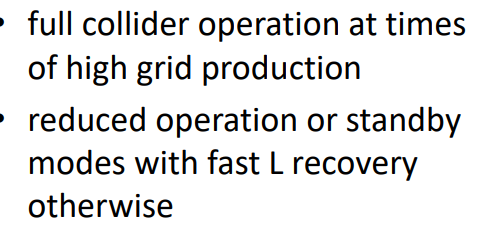 • full collider operation at times
of high grid production
• reduced operation or standby
modes with fast L recovery
otherwise